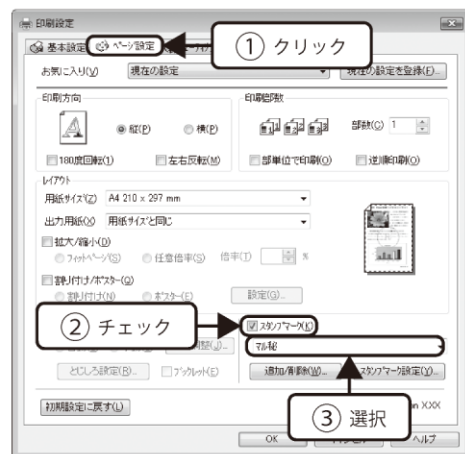 印刷設定
基本設定 ページ設定
① クリック
お気に入り(V) 現在の設定 現在の設定を登録(F)...
印刷方向
縦(P) 横(R)
180度回転(1) 左右反転(M)
印刷部数
部数(C) 1
部単位で印刷(O) 逆順印刷(O)
レイアウト
用紙サイズ(Z) A4 210 x 297 mm
出力用紙(X) 用紙サイズと同じ
拡大/縮小(D)
フィットページ(S) 任意倍率(S) 倍率(T) %
割り付け/ポスター(Q)
割り付け(N) ポスター(E) 設定(G)...
② チェック
スタンプマーク(K)
マル秘
とじしろ設定(R)... ブックレット(E)
追加/削除(W)... スタンプマーク設定(Y)...
③ 選択
初期設定に戻す(L)
OK ヘルプ